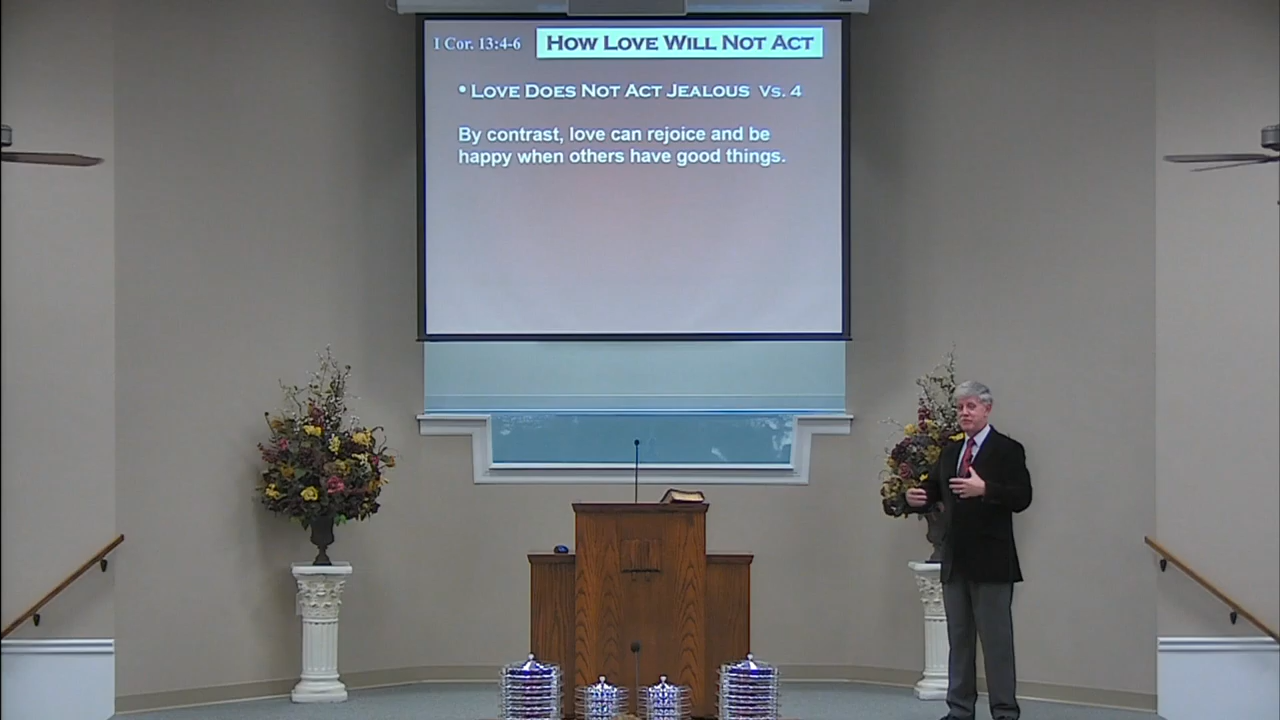 I Cor. 13:4-6 How Love Will Not Act
• Love Does Not Act Jealous Vs. 4
By contrast, love can rejoice and be
happy when others have good things.